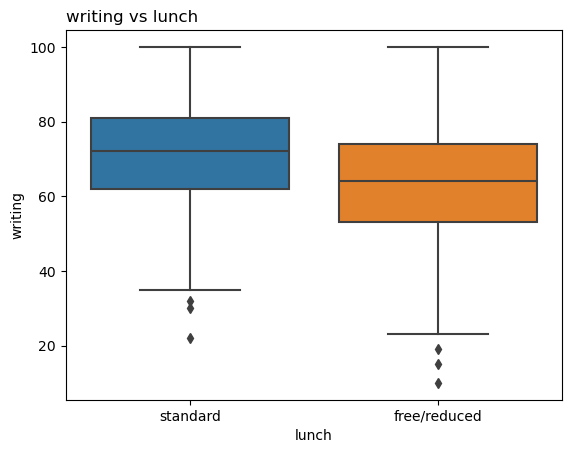 writing vs lunch
100
80
60
40
20
writing
standard
free/reduced
lunch